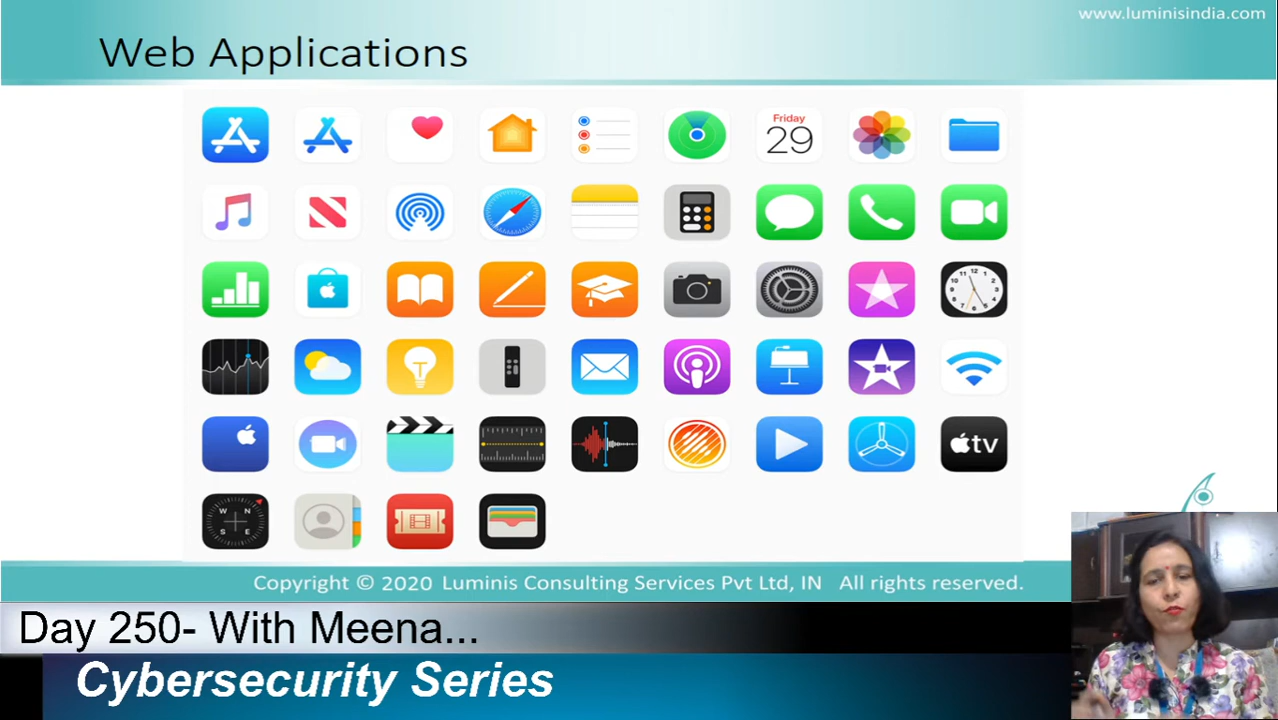 www.luminisindia.com
Web Applications
Friday
29
tv
W N
S E
Copyright © 2020 Luminis Consulting Services Pvt Ltd, IN All rights reserved.
Day 250- With Meena...
Cybersecurity Series